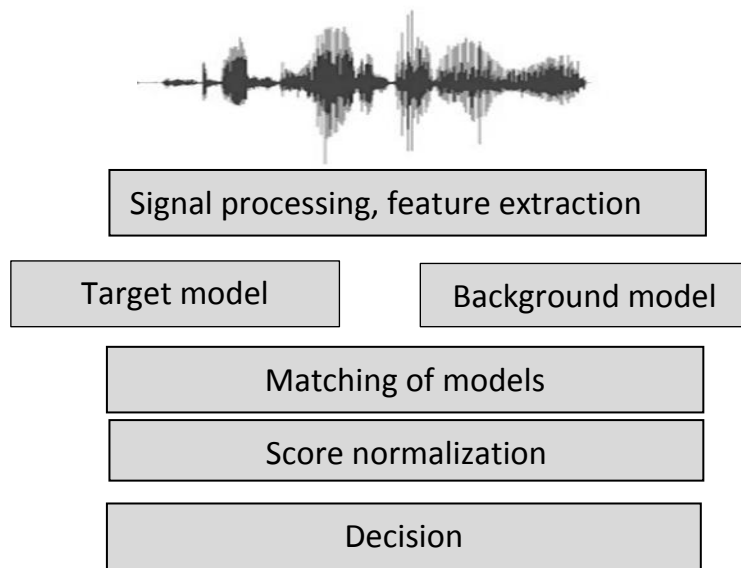 Signal processing, feature extraction
Target model
Background model
Matching of models
Score normalization
Decision